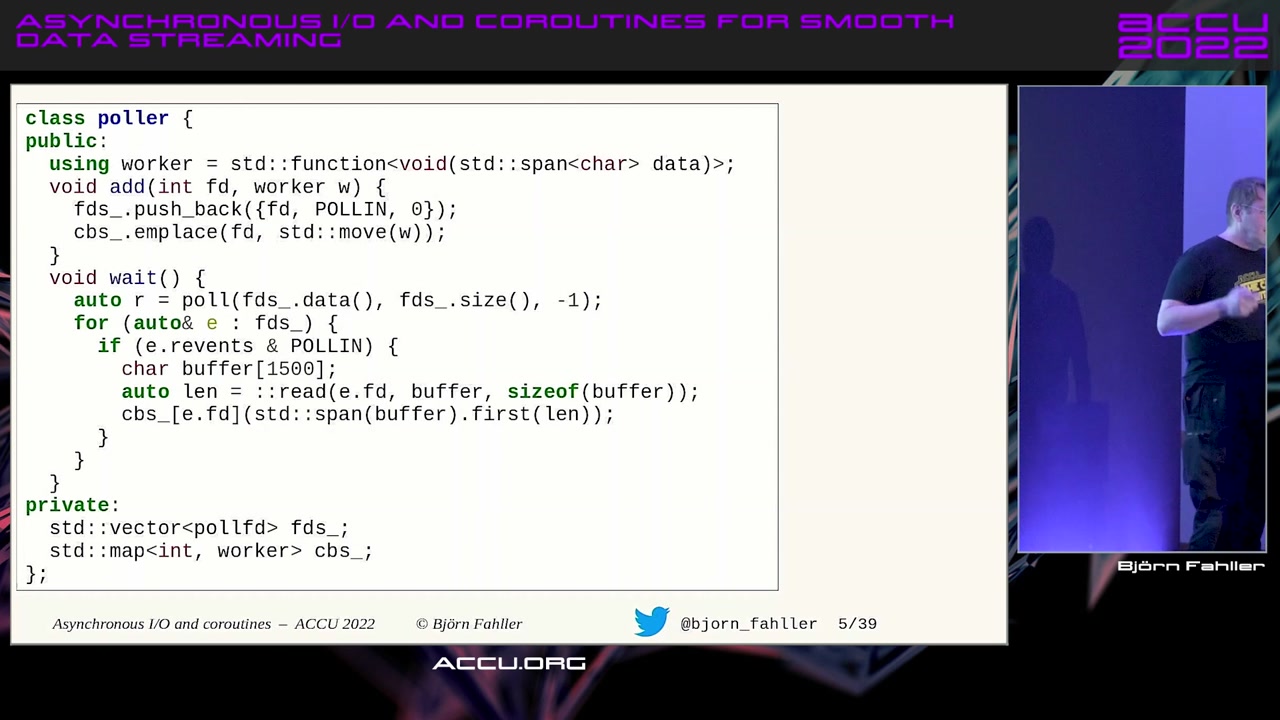 ASYNCHRONOUS I/O AND COROUTINES FOR SMOOTH
DATA STREAMING
accu
2022
class poller {
public:
  using worker = std::function<void(std::span<char> data)>;
  void add(int fd, worker w) {
    fds_.push_back({fd, POLLIN, 0});
    cbs_.emplace(fd, std::move(w));
  }
  void wait() {
    auto r = poll(fds_.data(), fds_.size(), -1);
    for (auto& e : fds_) {
      if (e.revents & POLLIN) {
        char buffer[1500];
        auto len = ::read(e.fd, buffer, sizeof(buffer));
        cbs_[e.fd](std::span(buffer).first(len));
      }
    }
  }
private:
  std::vector<pollfd> fds_;
  std::map<int, worker> cbs_;
};
Asynchronous I/O and coroutines – ACCU 2022 © Björn Fahller @bjorn_fahller 5/39
Björn Fahller
ACCU.ORG